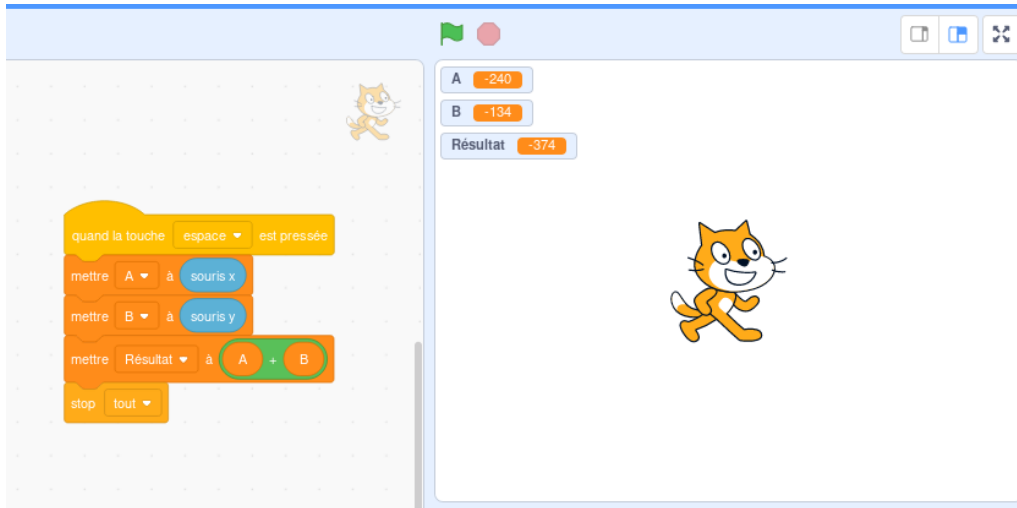 A -240
B -134
Résultat -374
quand la touche espace est pressée
mettre A à souris x
mettre B à souris y
mettre Résultat à A + B
stop tout